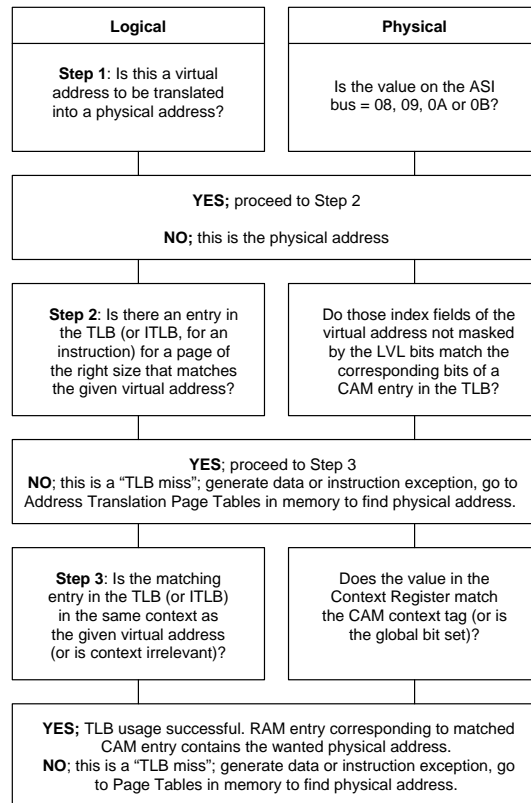 Logical
Physical
Step 1: Is this a virtual
address to be translated
into a physical address?
Is the value on the ASI
bus = 08, 09, 0A or 0B?
YES; proceed to Step 2
NO; this is the physical address
Step 2: Is there an entry in
the TLB (or ITLB, for an
instruction) for a page of
the right size that matches
the given virtual address?
Do those index fields of the
virtual address not masked
by the LVL bits match the
corresponding bits of a
CAM entry in the TLB?
YES; proceed to Step 3
NO; this is a “TLB miss”; generate data or instruction exception, go to
Address Translation Page Tables in memory to find physical address.
Step 3: Is the matching
entry in the TLB (or ITLB)
in the same context as
the given virtual address
(or is context irrelevant)?
Does the value in the
Context Register match
the CAM context tag (or is
the global bit set)?
YES; TLB usage successful. RAM entry corresponding to matched
CAM entry contains the wanted physical address.
NO; this is a “TLB miss”; generate data or instruction exception, go
to Page Tables in memory to find physical address.